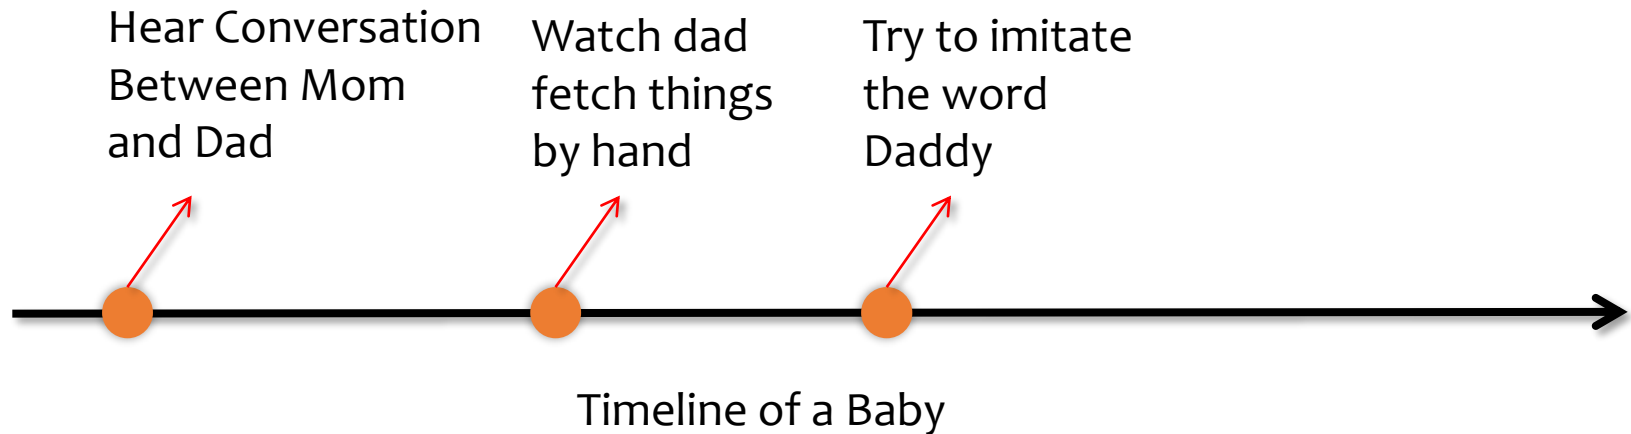 Hear Conversation
Between Mom
and Dad
Watch dad
fetch things
by hand
Try to imitate
the word
Daddy
Timeline of a Baby